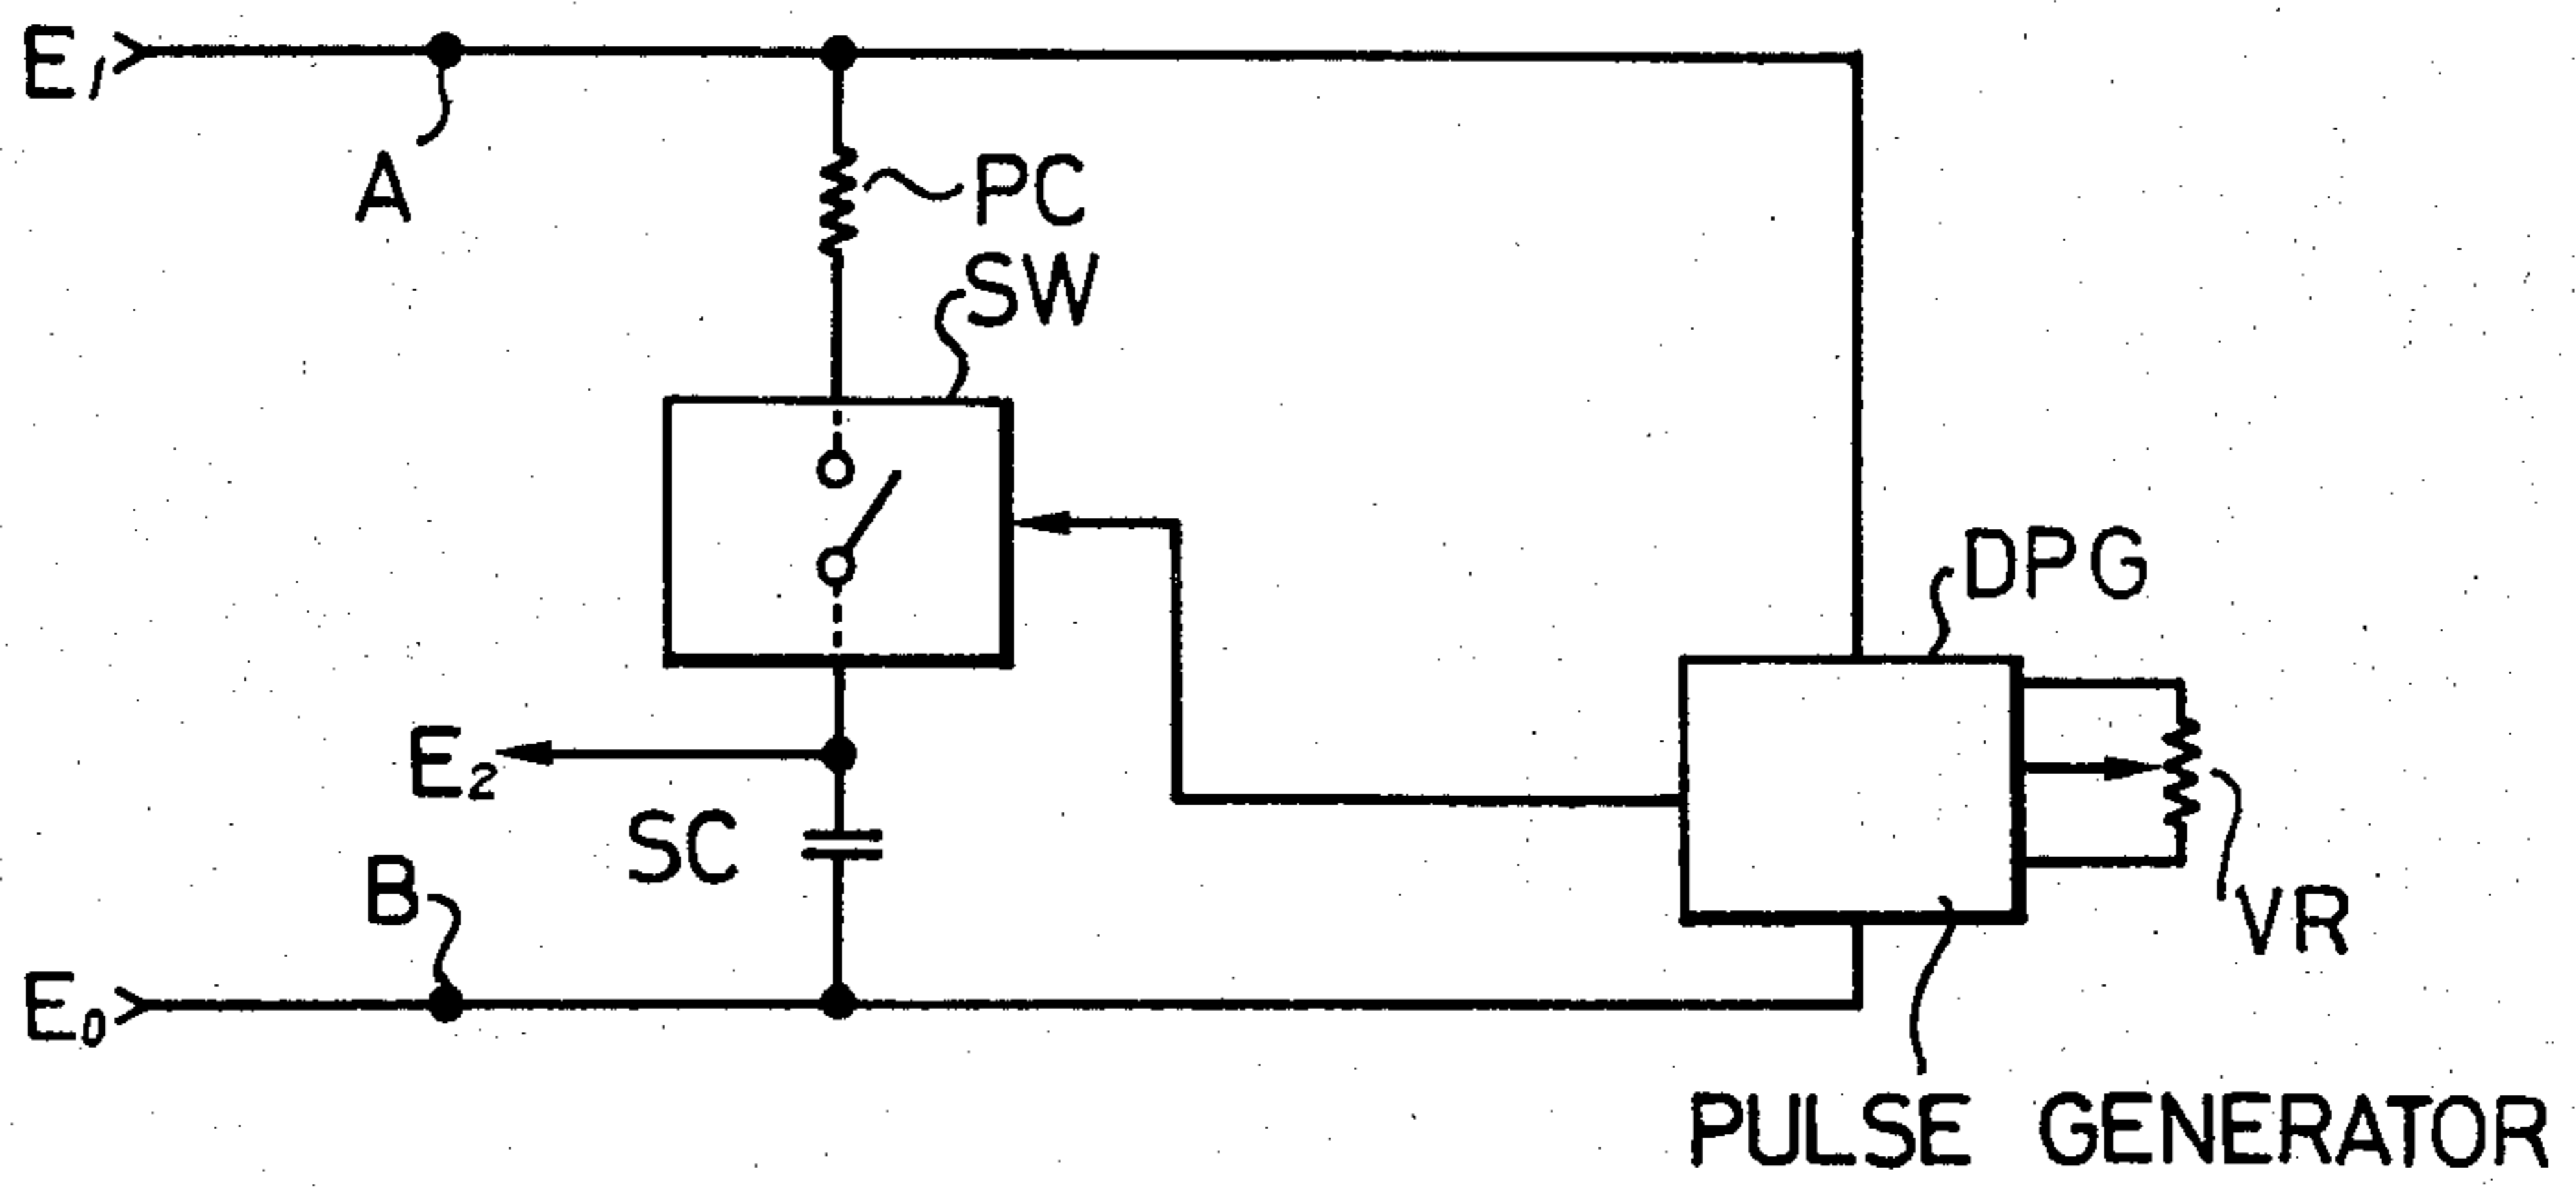 E1
A
PC
SW
DPG
E2
SC
B
VR
E0
PULSE GENERATOR